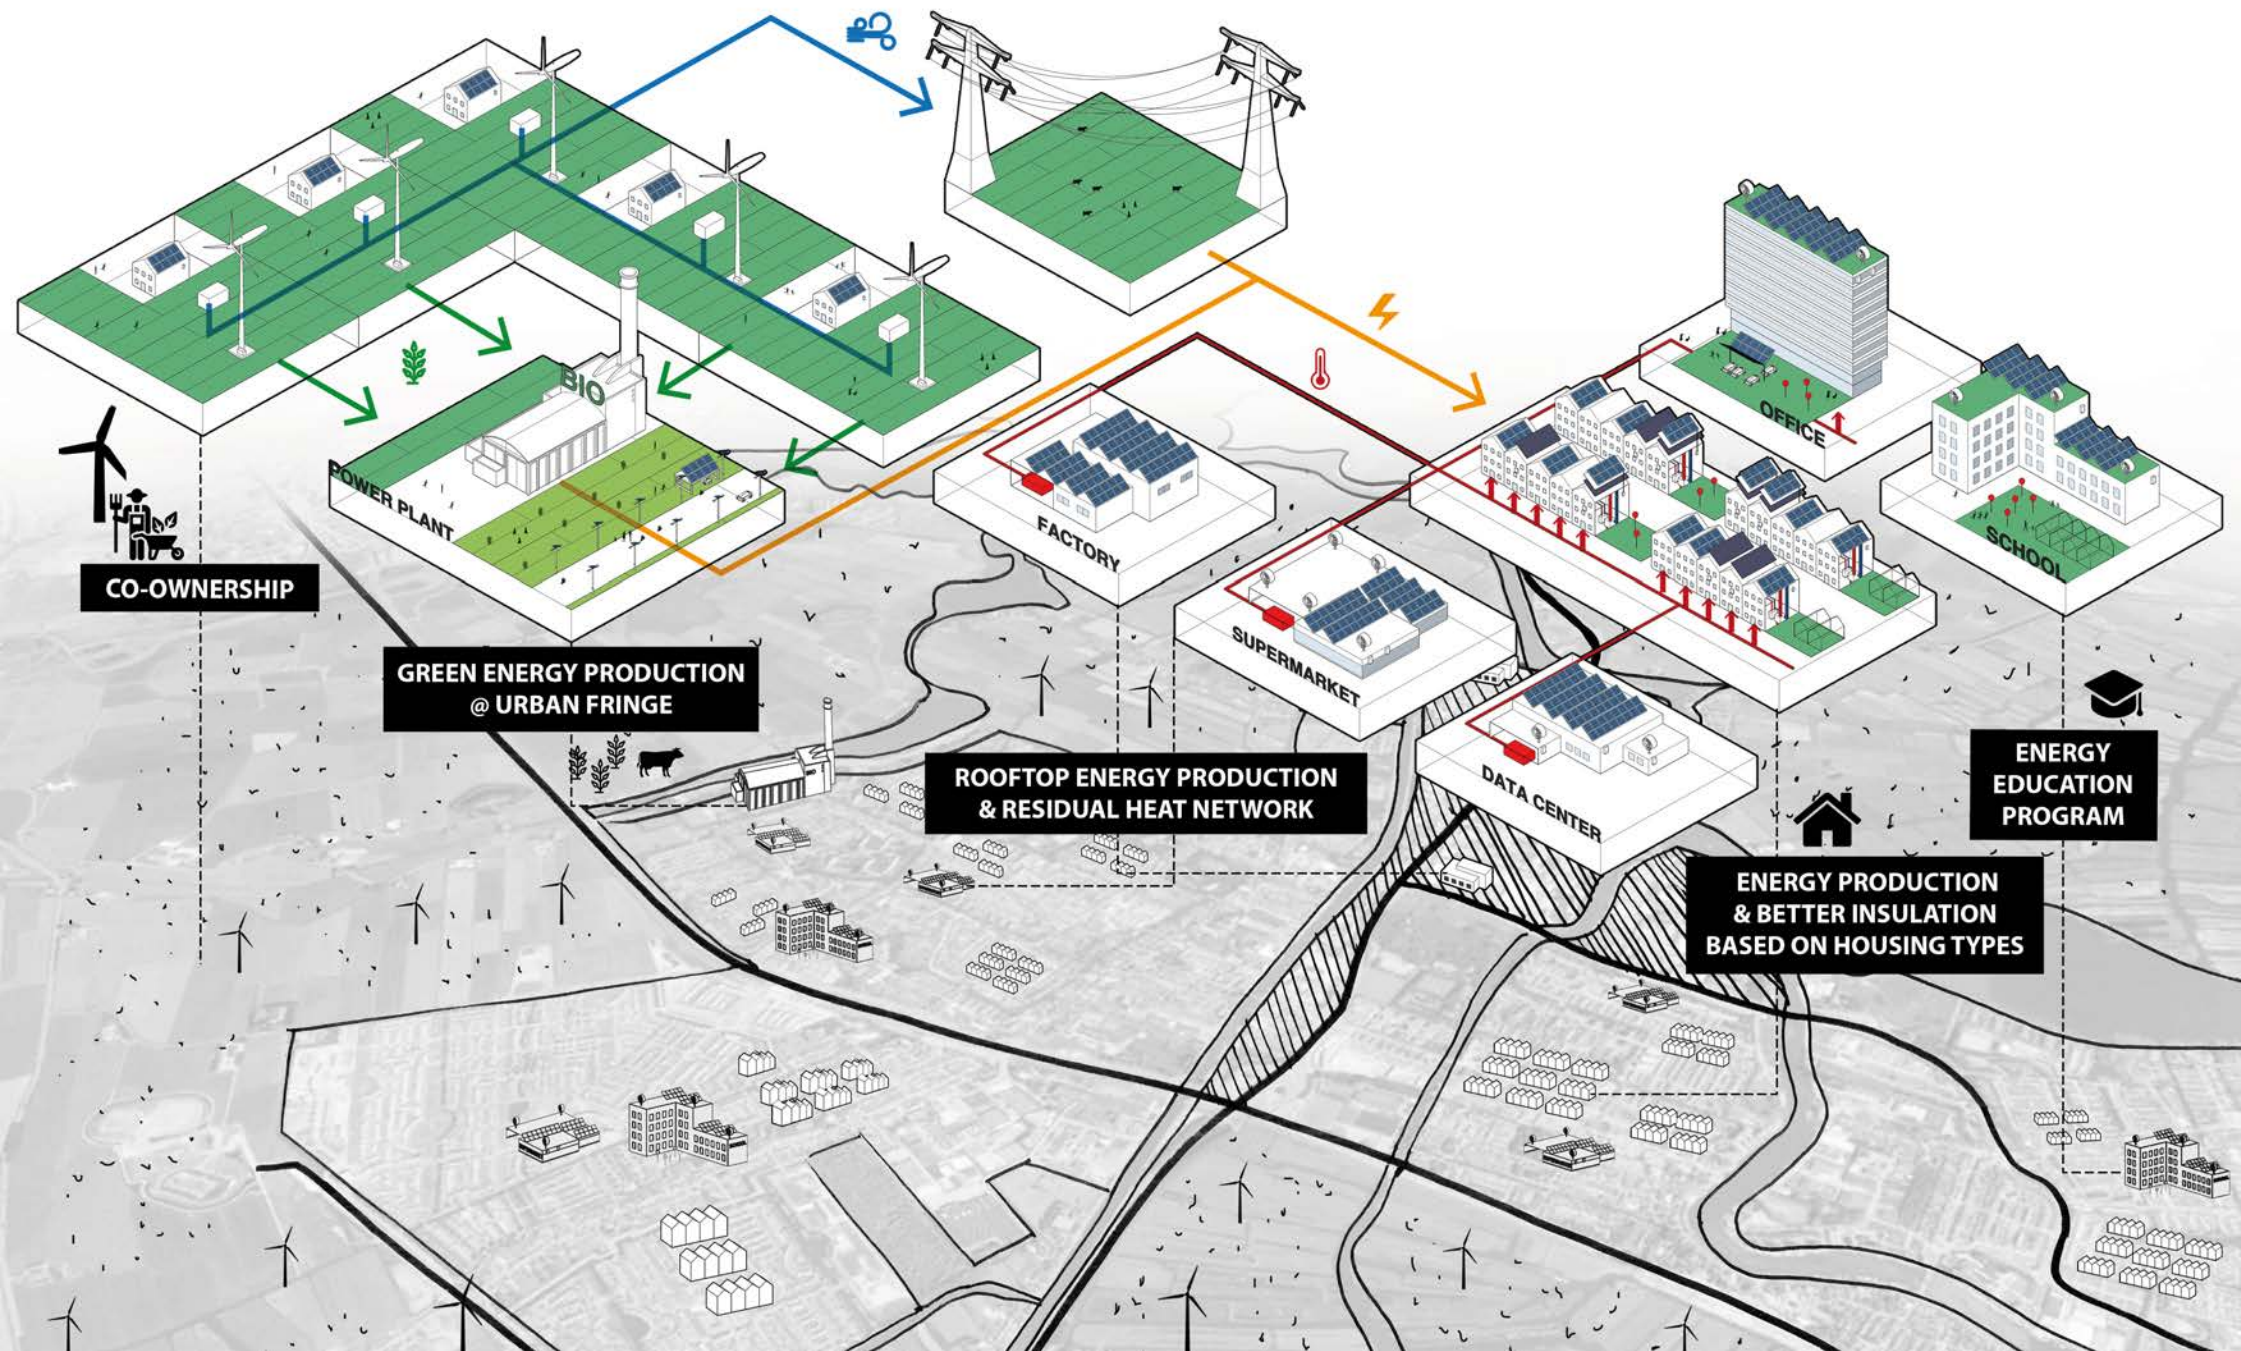 BIO
POWER PLANT
OFFICE
SCHOOL
FACTORY
SUPERMARKET
DATA CENTER
CO-OWNERSHIP
GREEN ENERGY PRODUCTION
@ URBAN FRINGE
ROOFTOP ENERGY PRODUCTION
& RESIDUAL HEAT NETWORK
ENERGY
EDUCATION
PROGRAM
ENERGY PRODUCTION
& BETTER INSULATION
BASED ON HOUSING TYPES